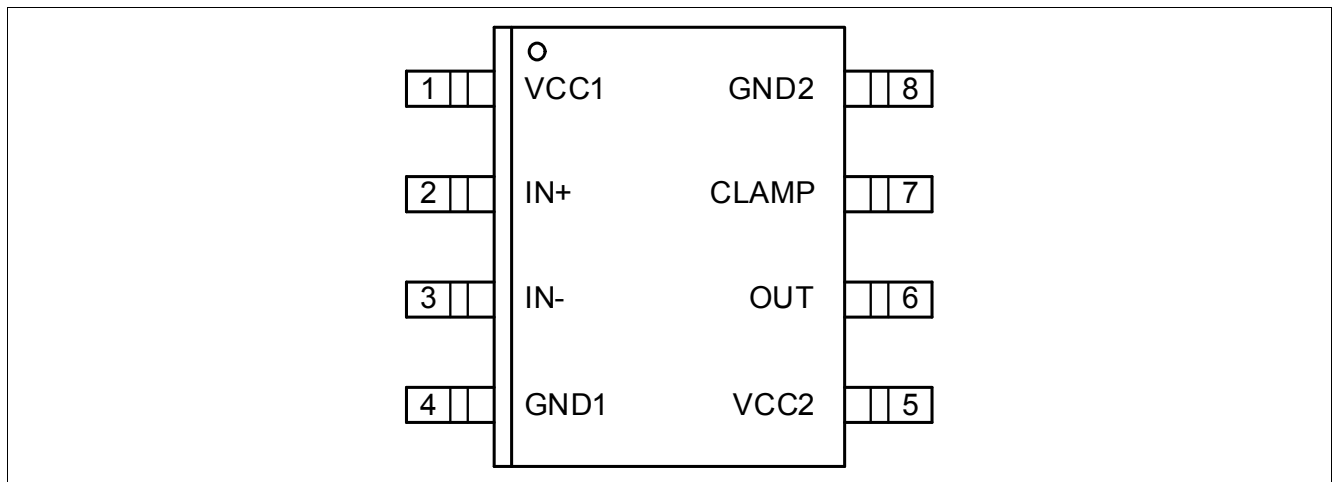 1 VCC1 GND2 8
2 IN+ CLAMP 7
3 IN- OUT 6
4 GND1 VCC2 5